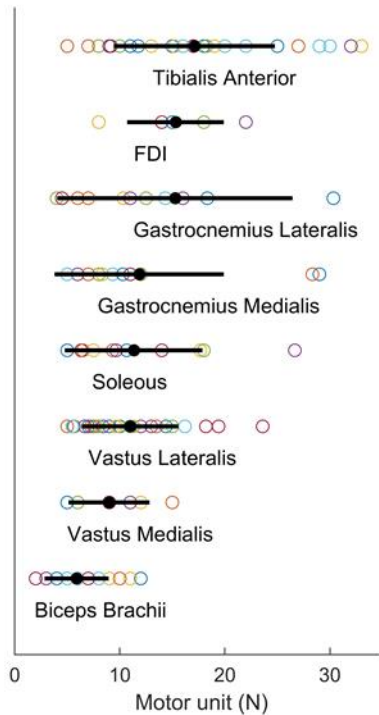 Tibialis Anterior
FDI
Gastrocnemius Lateralis
Gastrocnemius Medialis
Soleous
Vastus Lateralis
Vastus Medialis
Biceps Brachii
0 10 20 30
Motor unit (N)